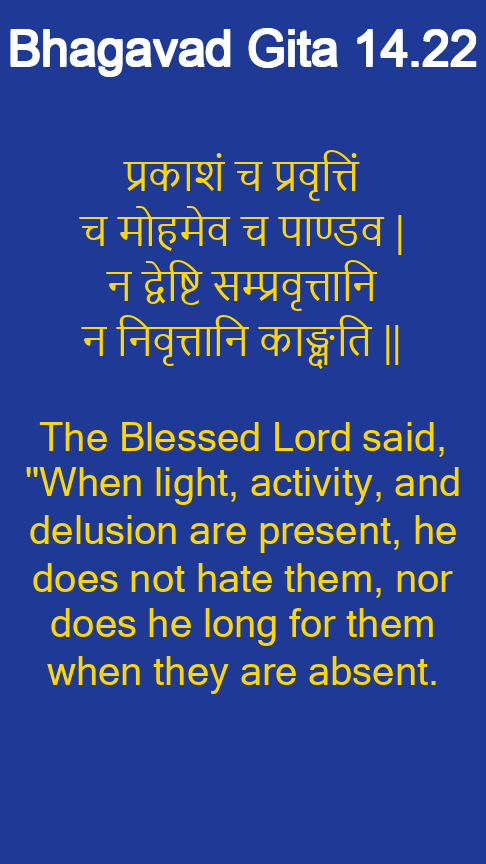 Bhagavad Gita 14.22
प्रकाशं च प्रवृत्तिं
च मोहमेव च पाण्डव |
न द्वेष्टि सम्प्रवृत्तानि
न निवृत्तानि काङ्क्षति ||
The Blessed Lord said,
"When light, activity, and
delusion are present, he
does not hate them, nor
does he long for them
when they are absent.